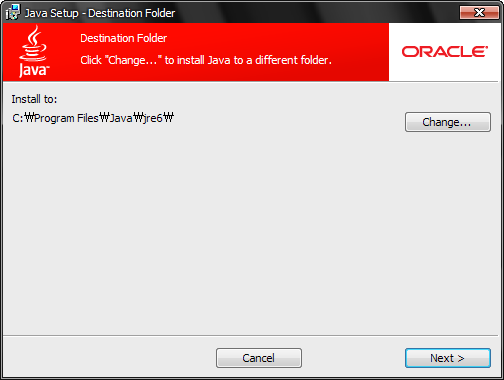 Java Setup - Destination Folder
Java™
Destination Folder
Click "Change..." to install Java to a different folder.
ORACLE®
Install to:
C:₩Program Files₩Java₩jre6₩
Change...
Cancel
Next >